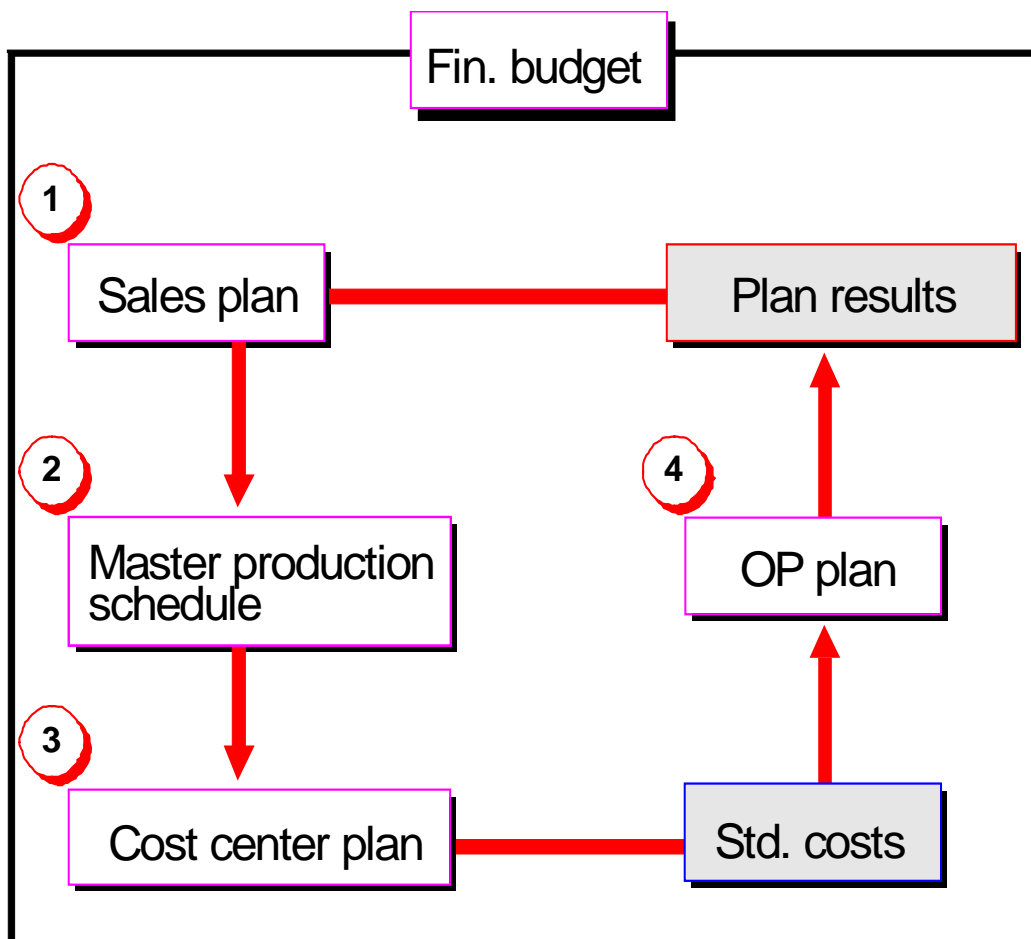 Fin. budget
1
Sales plan
Plan results
2
4
Master production
schedule
OP plan
3
Cost center plan
Std. costs